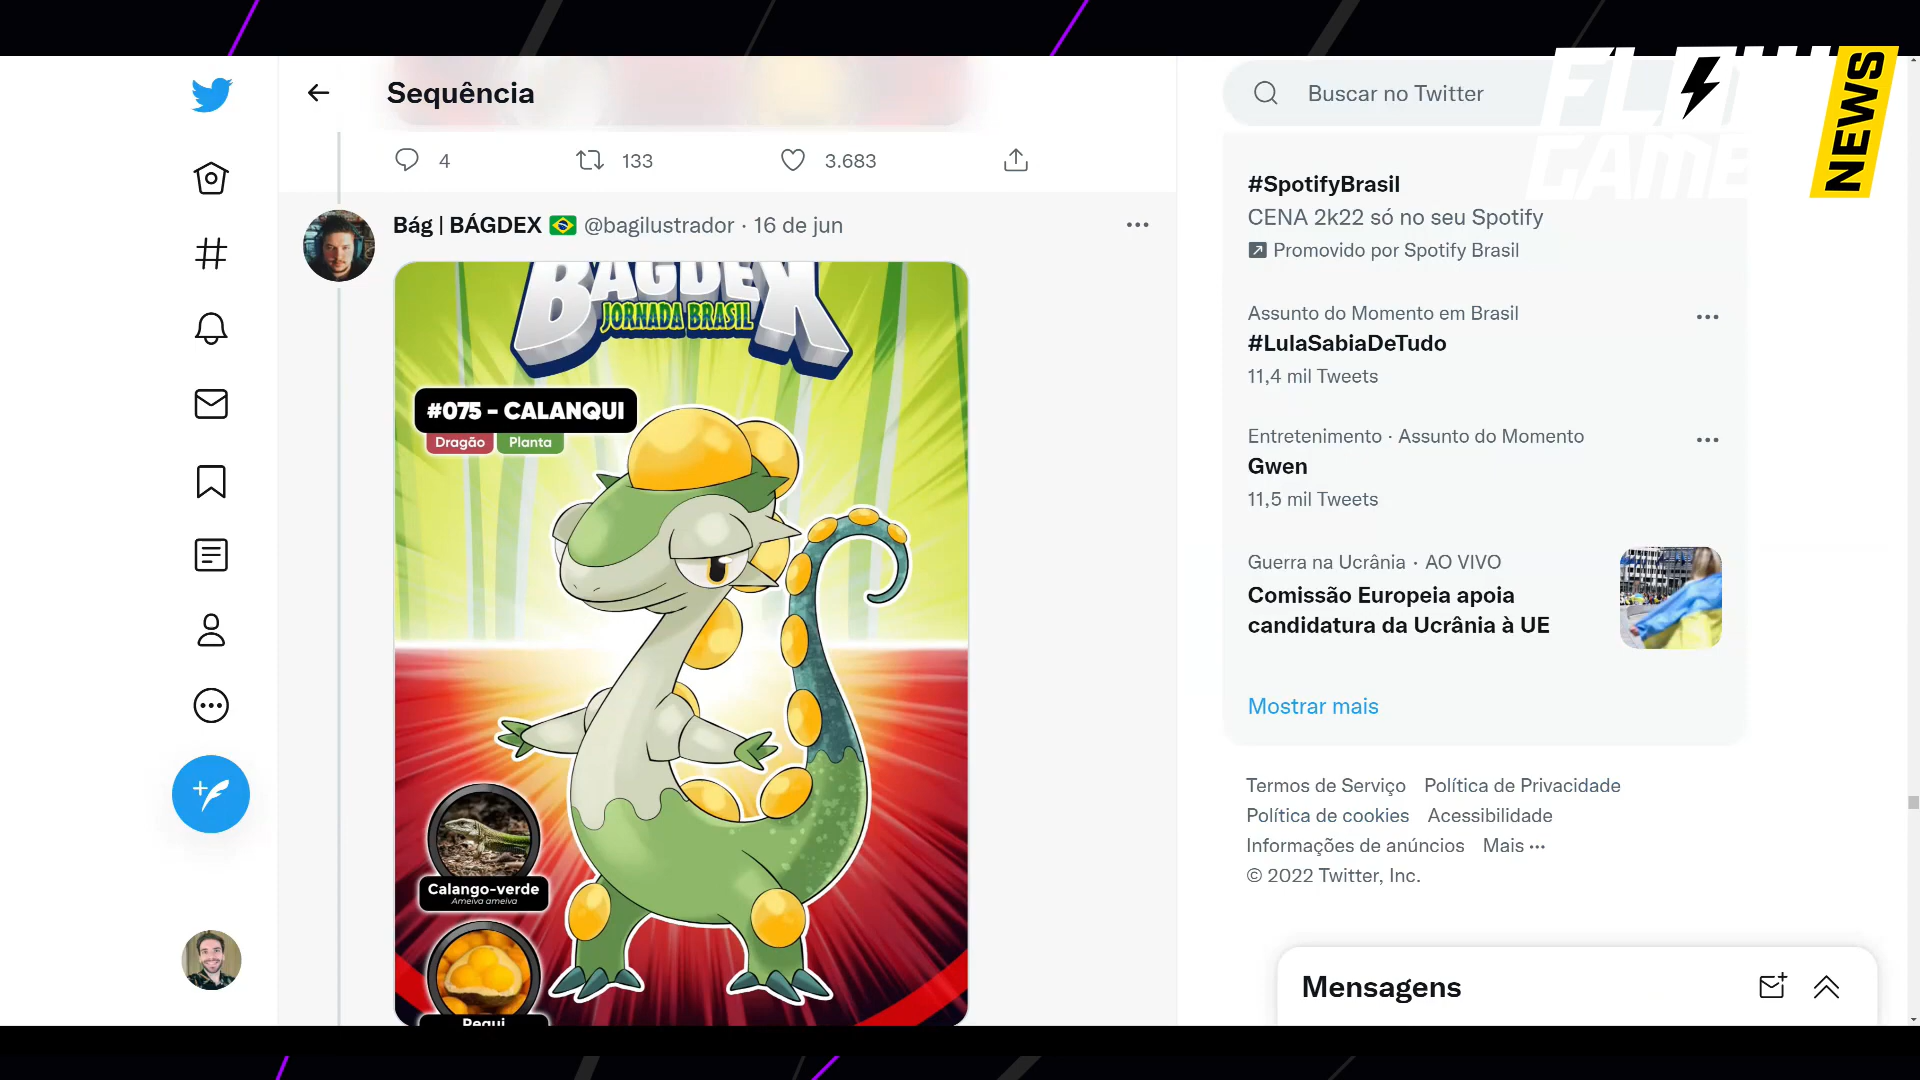 Sequência
4
133
3.683
Bág | BÁGDEX 🇧🇷 @bagilustrador · 16 de jun
BÁGDEX
JORNADA BRASIL
#075 - CALANQUI
Dragão
Planta
Calango-verde
Ameiva ameiva
Pequi
Buscar no Twitter
FLOW
GAMES
NEWS
#SpotifyBrasil
CENA 2k22 só no seu Spotify
Promovido por Spotify Brasil
Assunto do Momento em Brasil
#LulaSabiaDeTudo
11,4 mil Tweets
Entretenimento · Assunto do Momento
Gwen
11,5 mil Tweets
Guerra na Ucrânia · AO VIVO
Comissão Europeia apoia
candidatura da Ucrânia à UE
Mostrar mais
Termos de Serviço Política de Privacidade
Política de cookies Acessibilidade
Informações de anúncios Mais ···
© 2022 Twitter, Inc.
Mensagens